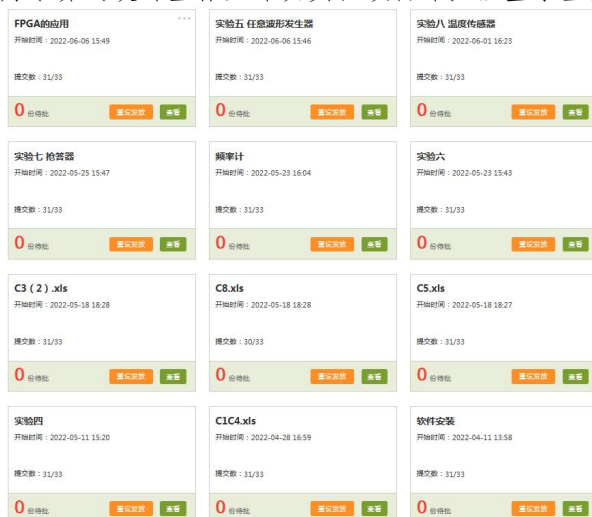 FPGA的应用
开始时间：2022-06-06 15:49
提交数：31/33
0 份待批 重设发放 查看
实验五 任意波形发生器
开始时间：2022-06-06 15:46
提交数：31/33
0 份待批 重设发放 查看
实验八 温度传感器
开始时间：2022-06-01 16:23
提交数：31/33
0 份待批 重设发放 查看
实验七 抢答器
开始时间：2022-05-25 15:47
提交数：31/33
0 份待批 重设发放 查看
频率计
开始时间：2022-05-23 16:04
提交数：31/33
0 份待批 重设发放 查看
实验六
开始时间：2022-05-23 15:43
提交数：31/33
0 份待批 重设发放 查看
C3（2）.xls
开始时间：2022-05-18 18:28
提交数：31/33
0 份待批 重设发放 查看
C8.xls
开始时间：2022-05-18 18:28
提交数：30/33
0 份待批 重设发放 查看
C5.xls
开始时间：2022-05-18 18:27
提交数：31/33
0 份待批 重设发放 查看
实验四
开始时间：2022-05-11 15:20
提交数：31/33
0 份待批 重设发放 查看
C1C4.xls
开始时间：2022-04-28 16:59
提交数：31/33
0 份待批 重设发放 查看
软件安装
开始时间：2022-04-11 13:58
提交数：31/33
0 份待批 重设发放 查看